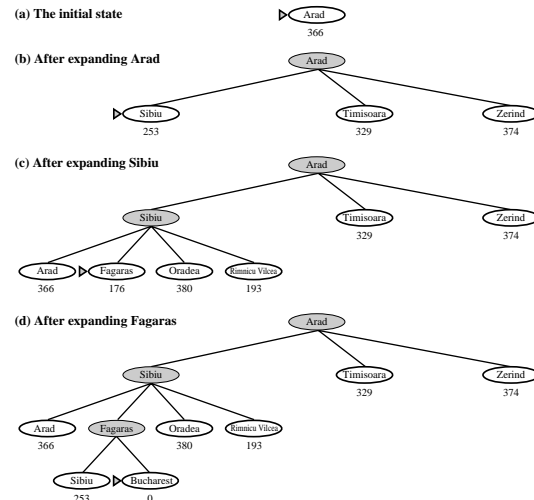 (a) The initial state
Arad
366
(b) After expanding Arad
Arad
Sibiu Timisoara Zerind
253 329 374
(c) After expanding Sibiu
Arad
Sibiu Timisoara Zerind
329 374
Arad Fagaras Oradea Rimnicu Vilcea
366 176 380 193
(d) After expanding Fagaras
Arad
Sibiu Timisoara Zerind
329 374
Arad Fagaras Oradea Rimnicu Vilcea
366 380 193
Sibiu Bucharest
253 0